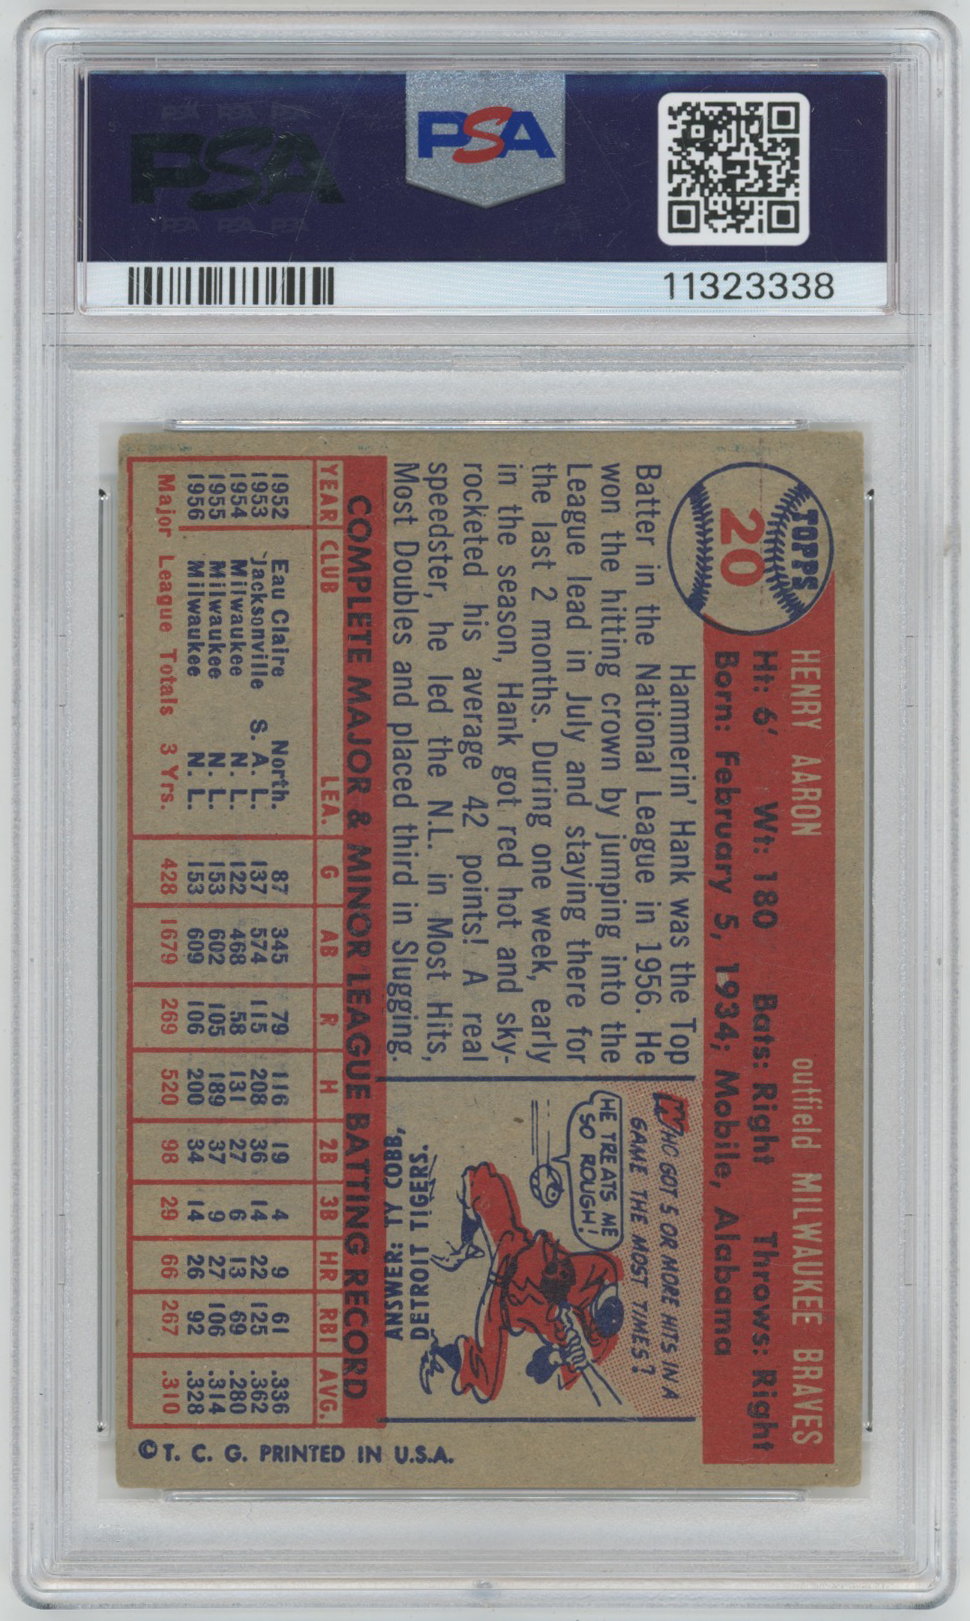 PSA
PSA
11323338
TOPPS
20
HENRY AARON outfield MILWAUKEE BRAVES
Ht: 6' Wt: 180 Bats: Right Throws: Right
Born: February 5, 1934; Mobile, Alabama
Hammerin' Hank was the Top
Batter in the National League in 1956. He
won the hitting crown by jumping into the
League lead in July and staying there for
the last 2 months. During one week, early
in the season, Hank got red hot and sky-
rocketed his average 42 points! A real
speedster, he led the N.L. in Most Hits,
Most Doubles and placed third in Slugging.
WHO GOT 5 OR MORE HITS IN A
GAME THE MOST TIMES?
HE TREATS ME
SO ROUGH!
ANSWER: TY COBB,
DETROIT TIGERS.
COMPLETE MAJOR & MINOR LEAGUE BATTING RECORD
YEAR CLUB LEA. G AB R H 2B 3B HR RBI AVG.
1952 Eau Claire North. 87 345 79 116 19 4 9 61 .336
1953 Jacksonville S. A. L. 137 574 115 208 36 14 22 125 .362
1954 Milwaukee N. L. 122 468 58 131 27 6 13 69 .280
1955 Milwaukee N. L. 153 602 105 189 37 9 27 106 .314
1956 Milwaukee N. L. 153 609 106 200 34 14 26 92 .328
Major League Totals 3 Yrs. 428 1679 269 520 98 29 66 267 .310
©T. C. G. PRINTED IN U.S.A.